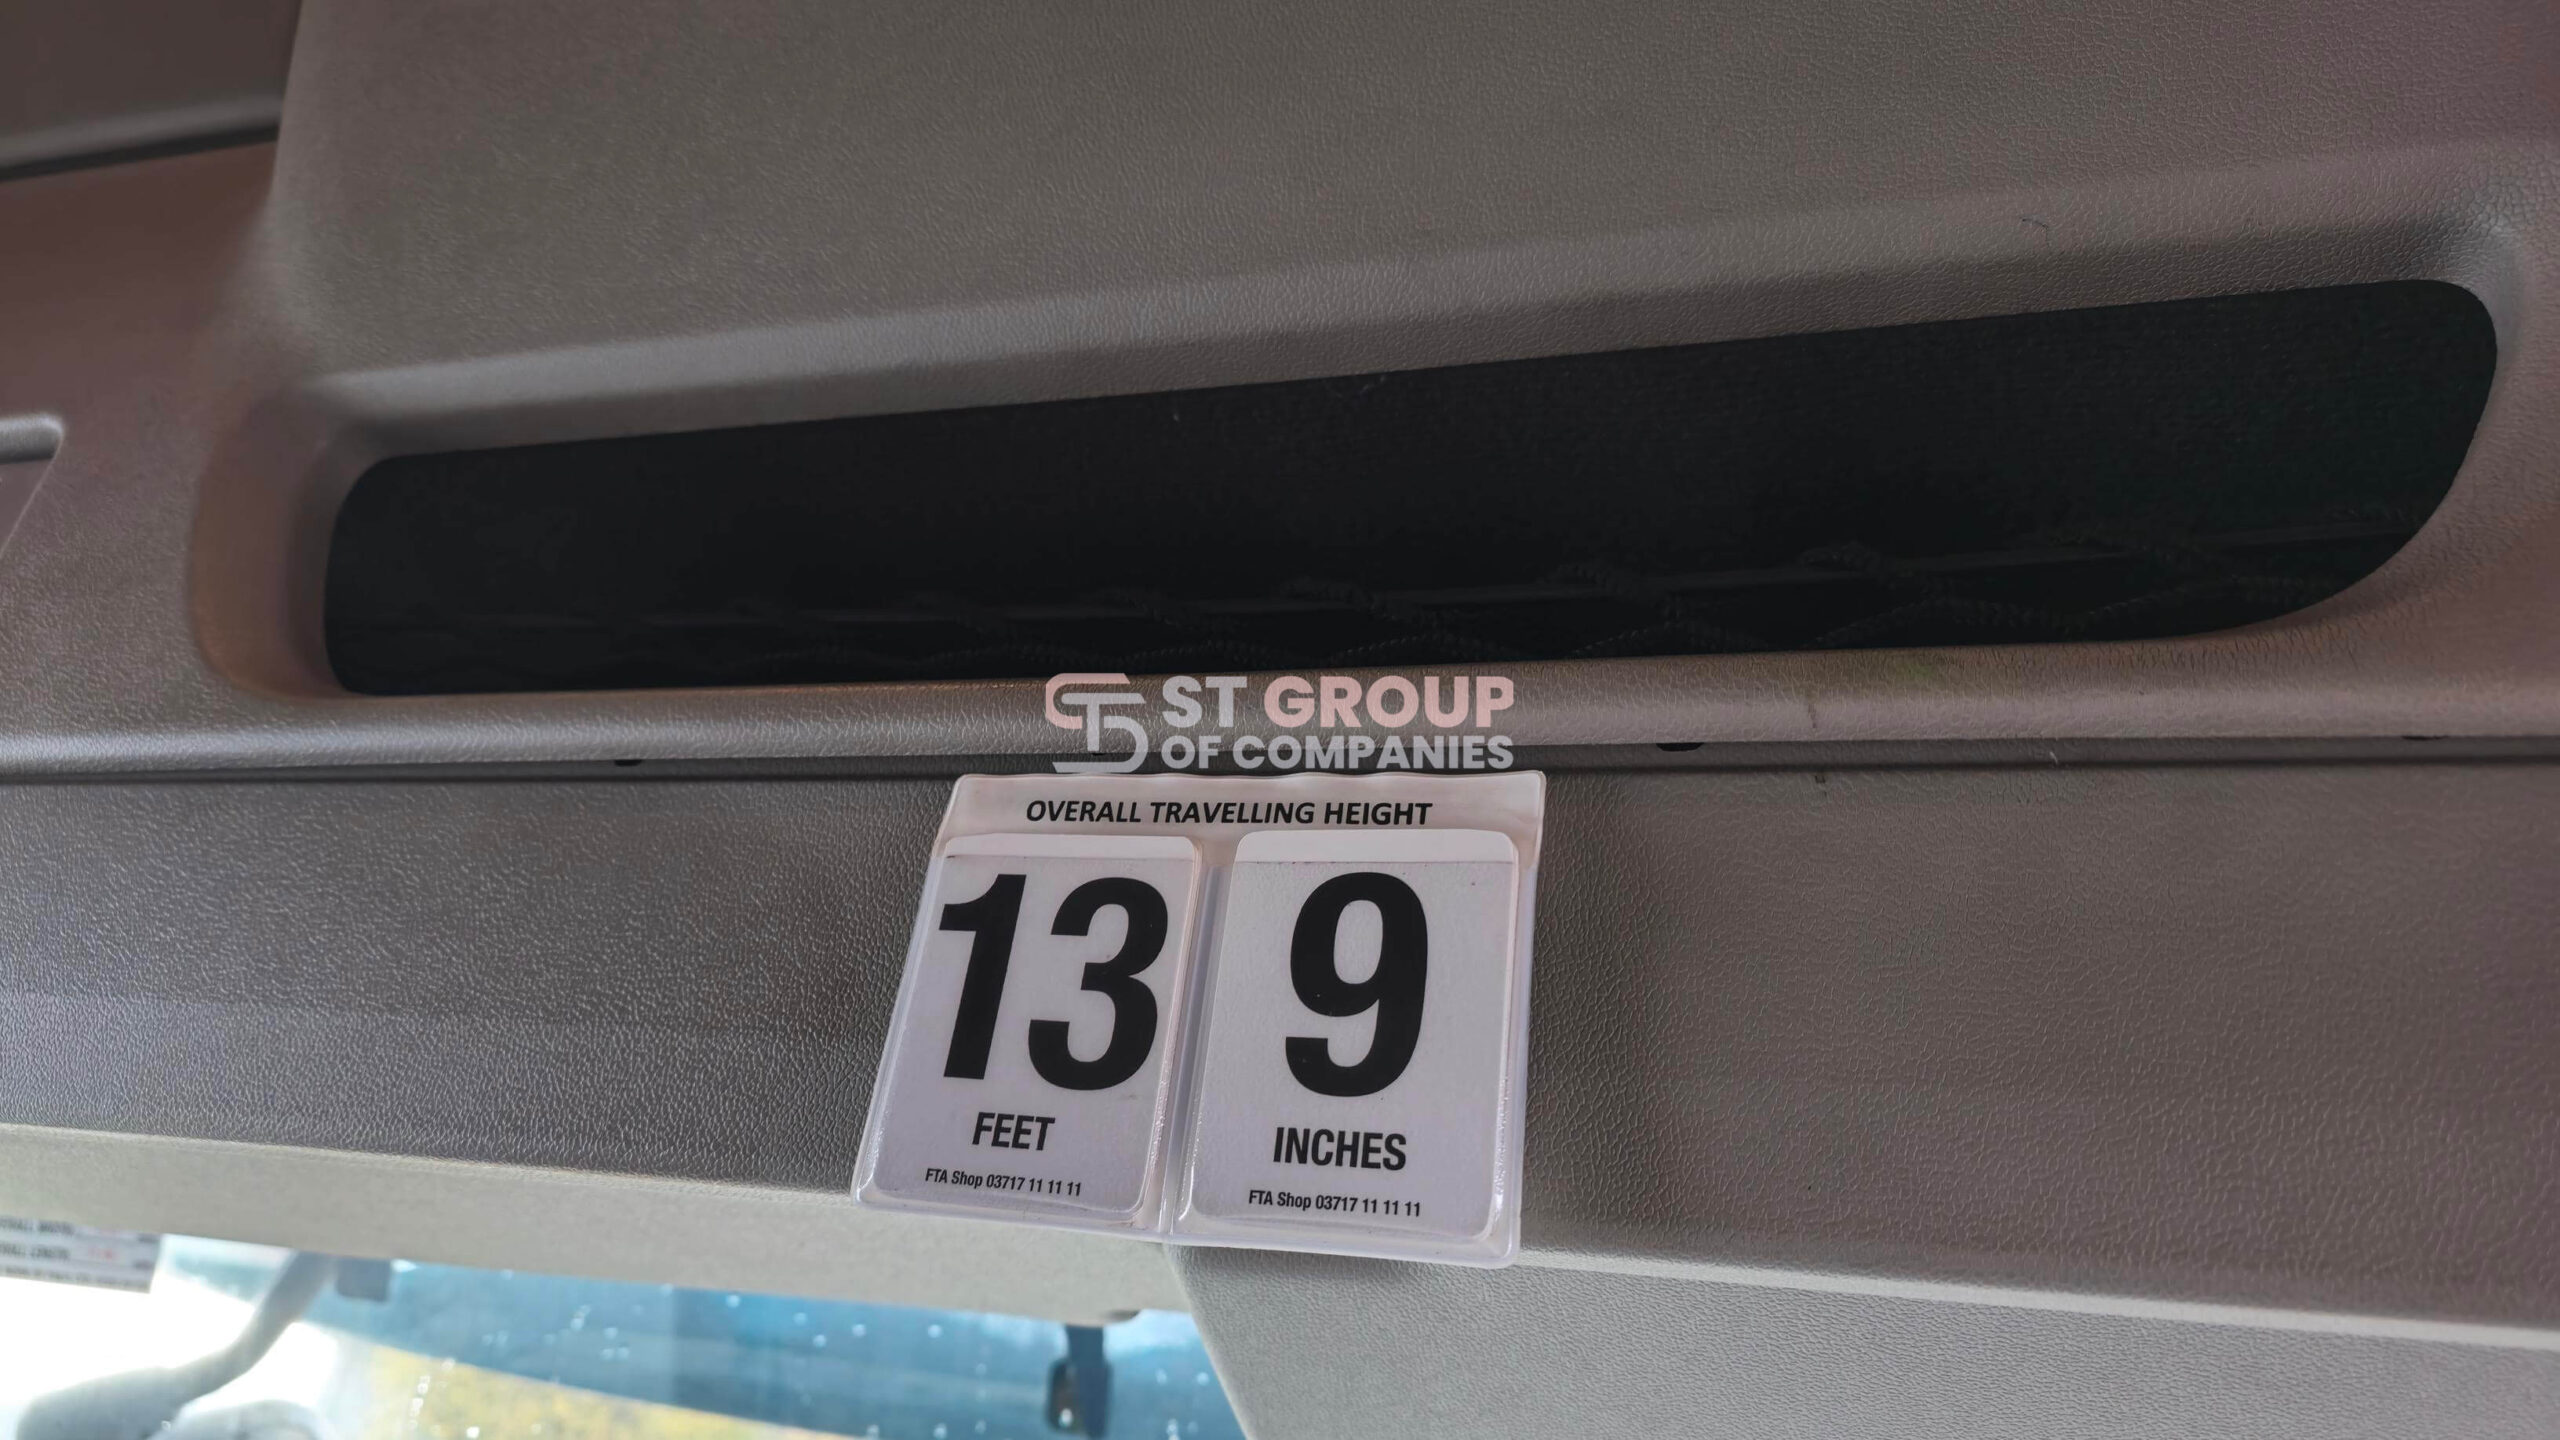 ST GROUP
OF COMPANIES
OVERALL TRAVELLING HEIGHT
13 9
FEET INCHES
FTA Shop 03717 11 11 11 FTA Shop 03717 11 11 11